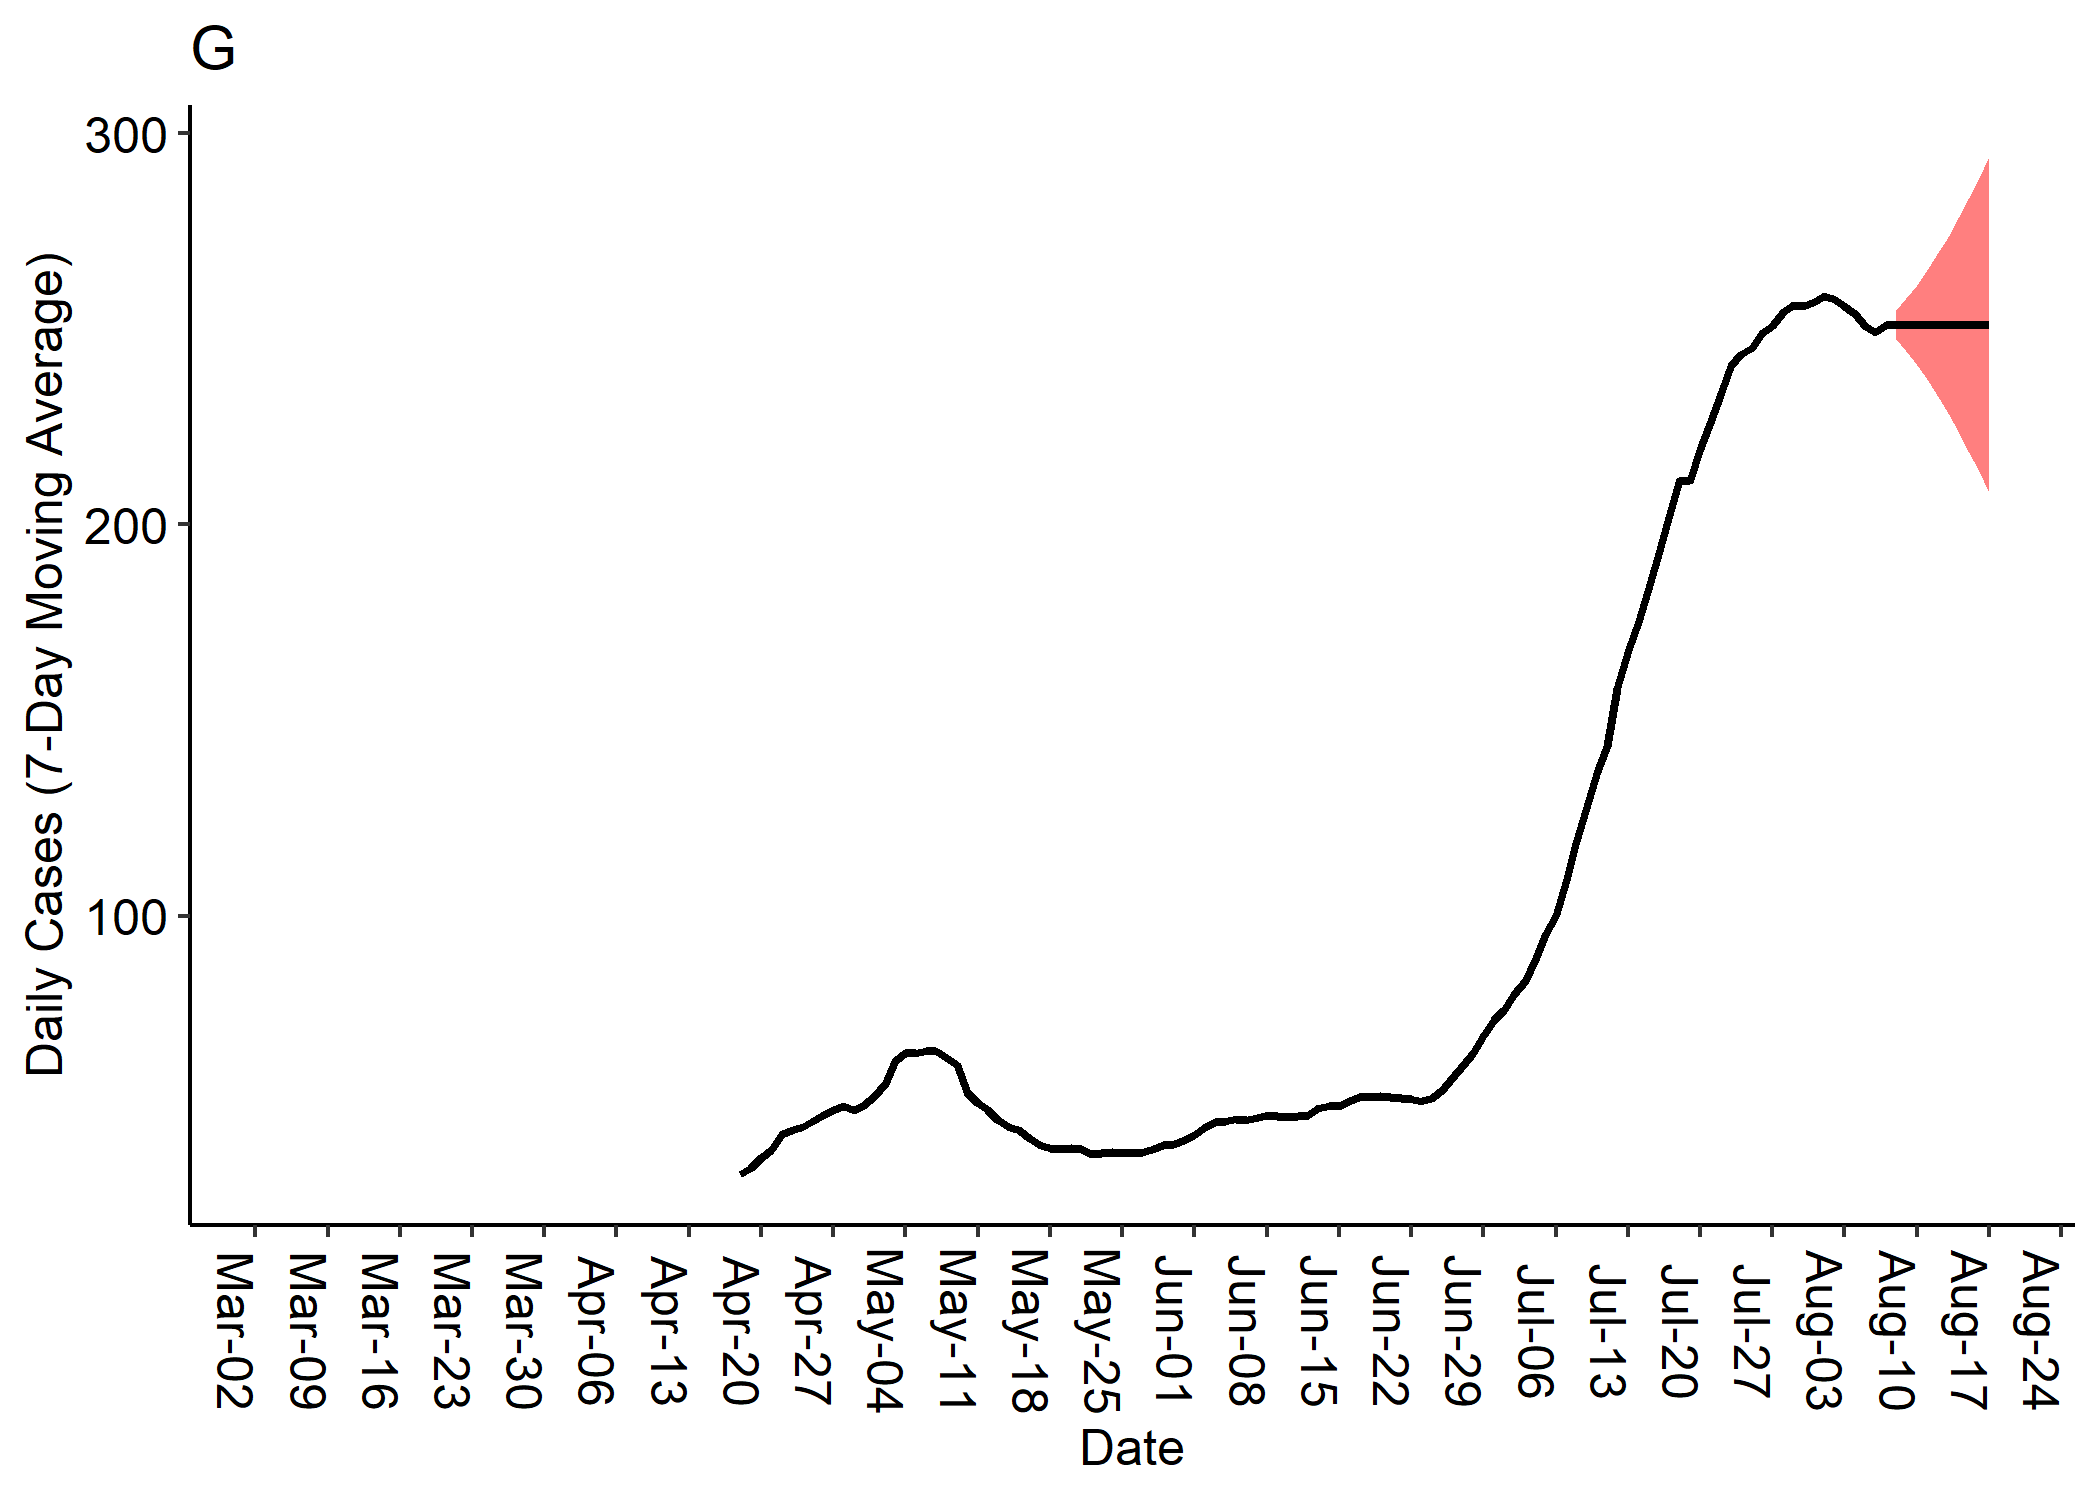 G
Daily Cases (7-Day Moving Average)
300
200
100
Mar-02
Mar-09
Mar-16
Mar-23
Mar-30
Apr-06
Apr-13
Apr-20
Apr-27
May-04
May-11
May-18
May-25
Jun-01
Jun-08
Jun-15
Jun-22
Jun-29
Jul-06
Jul-13
Jul-20
Jul-27
Aug-03
Aug-10
Aug-17
Aug-24
Date